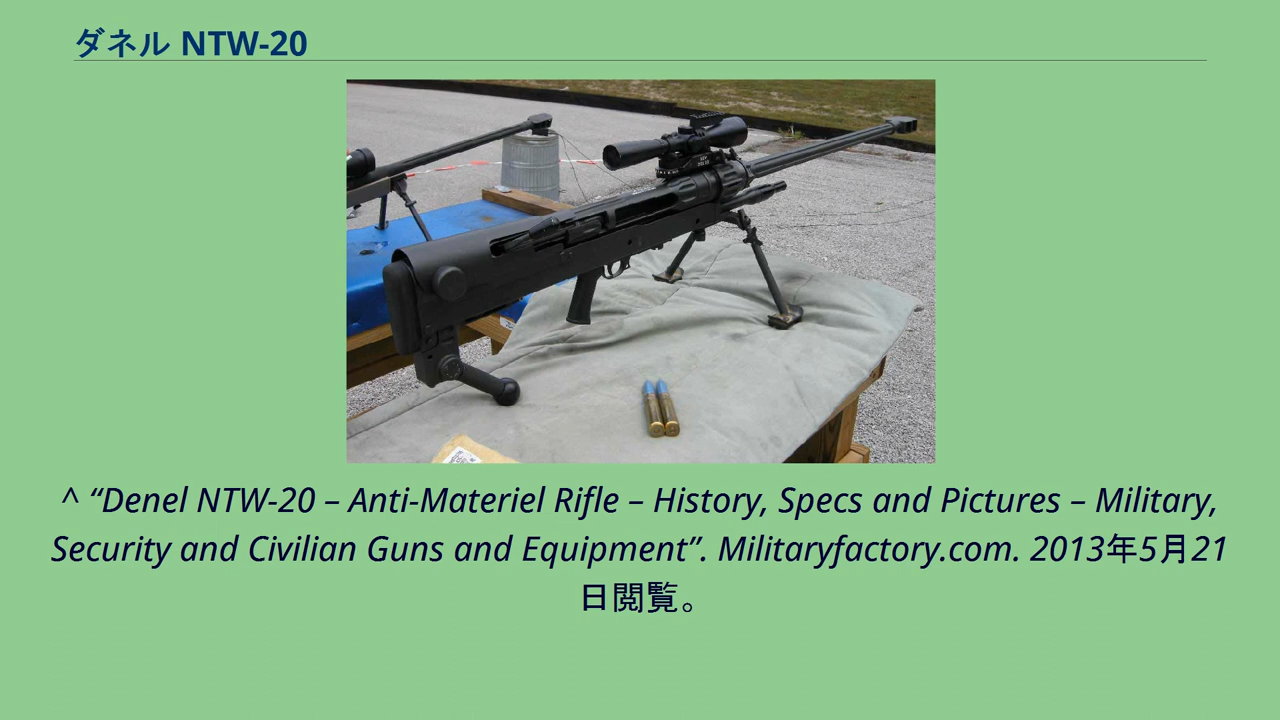 ダネル NTW-20
^ “Denel NTW-20 – Anti-Materiel Rifle – History, Specs and Pictures – Military,
Security and Civilian Guns and Equipment”. Militaryfactory.com. 2013年5月21
日閲覧。